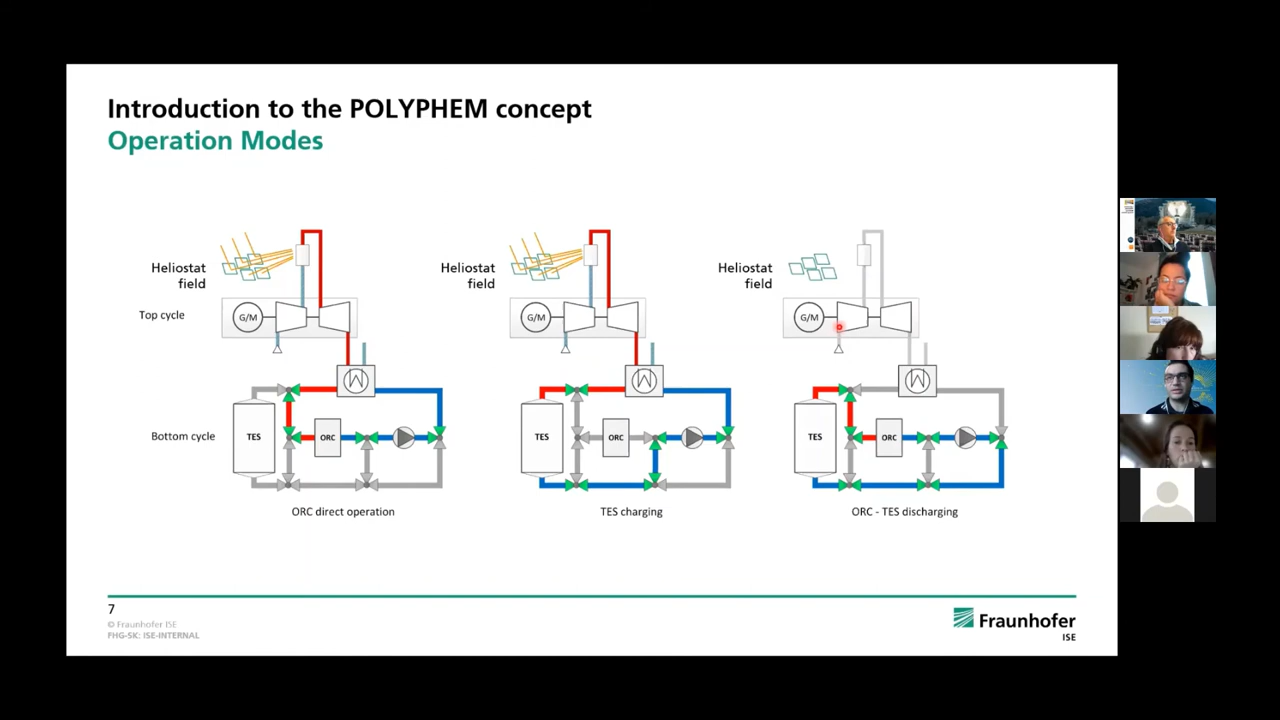 Introduction to the POLYPHEM concept
Operation Modes
Heliostat
field
Heliostat
field
Heliostat
field
Top cycle
G/M
G/M
G/M
Bottom cycle
TES
ORC
TES
ORC
TES
ORC
ORC direct operation
TES charging
ORC - TES discharging
7
© Fraunhofer ISE
FHG-SK: ISE-INTERNAL
Fraunhofer
ISE